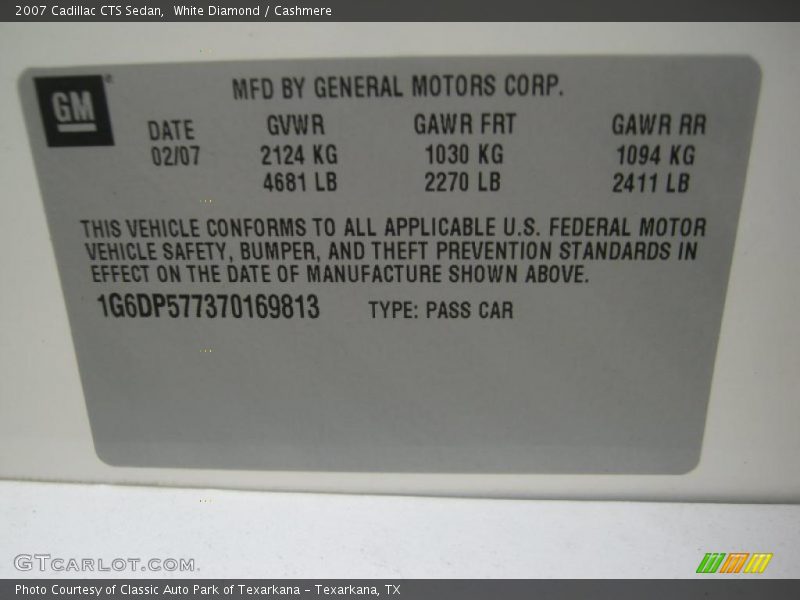 2007 Cadillac CTS Sedan, White Diamond / Cashmere
GM
MFD BY GENERAL MOTORS CORP.
DATE GVWR GAWR FRT GAWR RR
02/07 2124 KG 1030 KG 1094 KG
4681 LB 2270 LB 2411 LB
THIS VEHICLE CONFORMS TO ALL APPLICABLE U.S. FEDERAL MOTOR
VEHICLE SAFETY, BUMPER, AND THEFT PREVENTION STANDARDS IN
EFFECT ON THE DATE OF MANUFACTURE SHOWN ABOVE.
1G6DP577370169813 TYPE: PASS CAR
GTCARLOT.COM
Photo Courtesy of Classic Auto Park of Texarkana - Texarkana, TX